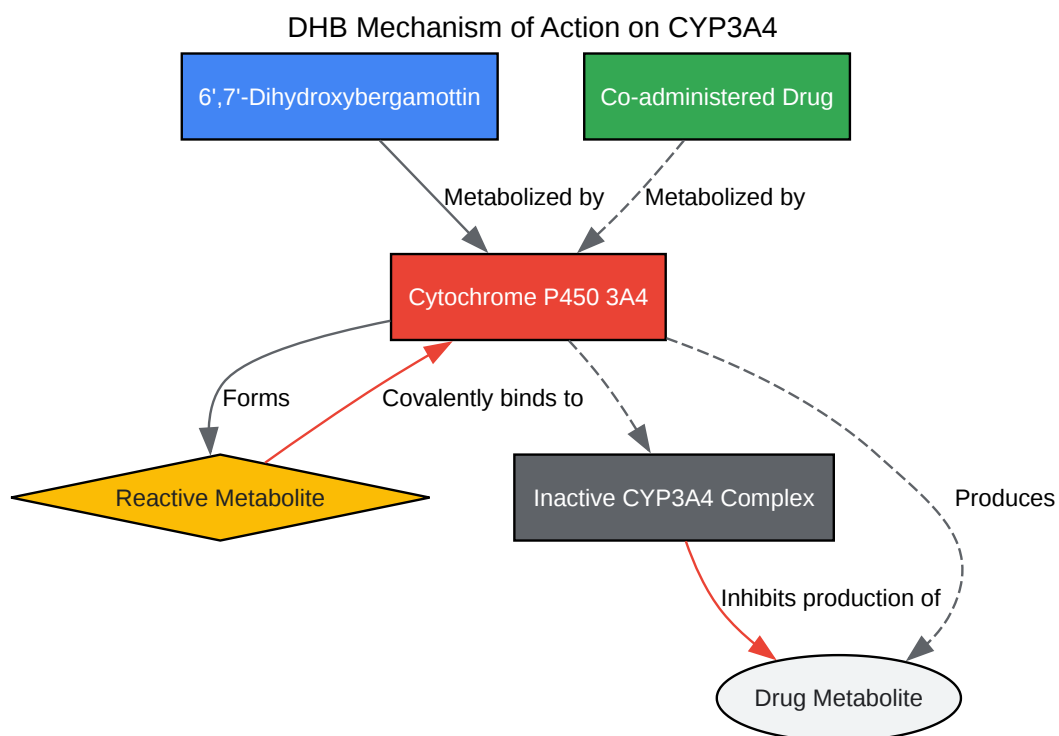 DHB Mechanism of Action on CYP3A4
6',7'-Dihydroxybergamottin
Co-administered Drug
Metabolized by
Metabolized by
Cytochrome P450 3A4
Forms
Covalently binds to
Reactive Metabolite
Inactive CYP3A4 Complex
Produces
Inhibits production of
Drug Metabolite